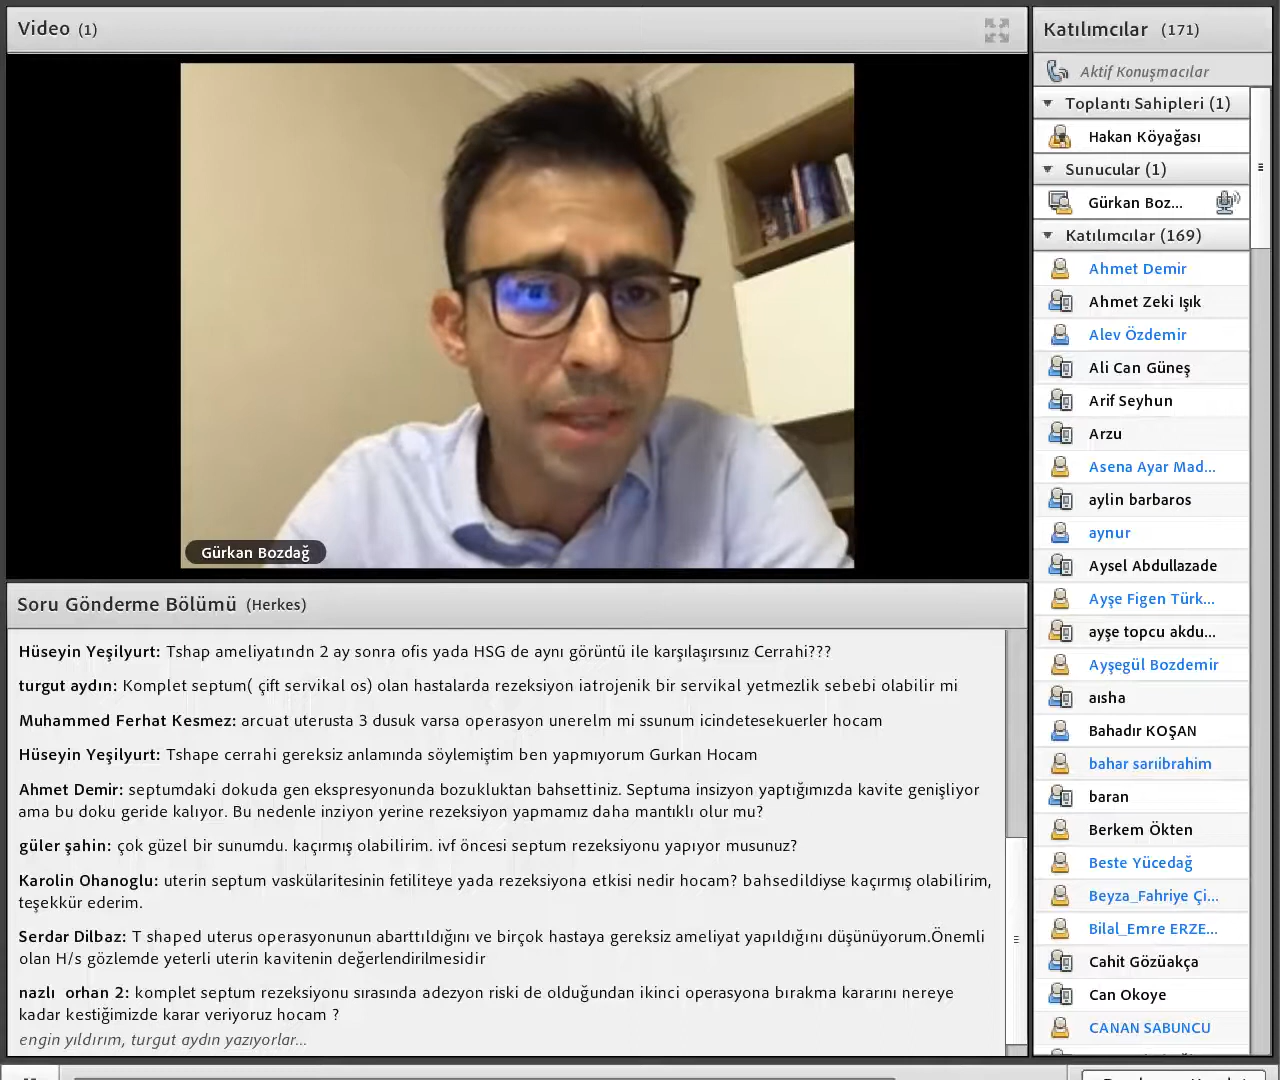 Video (1)
Gürkan Bozdağ
Soru Gönderme Bölümü (Herkes)
Hüseyin Yeşilyurt: Tshap ameliyatındn 2 ay sonra ofis yada HSG de aynı görüntü ile karşılaşırsınız Cerrahi???
turgut aydın: Komplet septum( çift servikal os) olan hastalarda rezeksiyon iatrojenik bir servikal yetmezlik sebebi olabilir mi
Muhammed Ferhat Kesmez: arcuat uterusta 3 dusuk varsa operasyon unerelm mi ssunum icindetesekuerler hocam
Hüseyin Yeşilyurt: Tshape cerrahi gereksiz anlamında söylemiştim ben yapmıyorum Gurkan Hocam
Ahmet Demir: septumdaki dokuda gen ekspresyonunda bozukluktan bahsettiniz. Septuma insizyon yaptığımızda kavite genişliyor
ama bu doku geride kalıyor. Bu nedenle inziyon yerine rezeksiyon yapmamız daha mantıklı olur mu?
güler şahin: çok güzel bir sunumdu. kaçırmış olabilirim. ivf öncesi septum rezeksiyonu yapıyor musunuz?
Karolin Ohanoglu: uterin septum vaskülaritesinin fetiliteye yada rezeksiyona etkisi nedir hocam? bahsedildiyse kaçırmış olabilirim,
teşekkür ederim.
Serdar Dilbaz: T shaped uterus operasyonunun abarttıldığını ve birçok hastaya gereksiz ameliyat yapıldığını düşünüyorum.Önemli
olan H/s gözlemde yeterli uterin kavitenin değerlendirilmesidir
nazlı orhan 2: komplet septum rezeksiyonu sırasında adezyon riski de olduğundan ikinci operasyona bırakma kararını nereye
kadar kestiğimizde karar veriyoruz hocam ?
engin yıldırım, turgut aydın yazıyorlar...
Katılımcılar (171)
Aktif Konuşmacılar
Toplantı Sahipleri (1)
Hakan Köyağası
Sunucular (1)
Gürkan Boz...
Katılımcılar (169)
Ahmet Demir
Ahmet Zeki Işık
Alev Özdemir
Ali Can Güneş
Arif Seyhun
Arzu
Asena Ayar Mad...
aylin barbaros
aynur
Aysel Abdullazade
Ayşe Figen Türk...
ayşe topcu akdu...
Ayşegül Bozdemir
aısha
Bahadır KOŞAN
bahar sarıibrahim
baran
Berkem Ökten
Beste Yücedağ
Beyza_Fahriye Çi...
Bilal_Emre ERZE...
Cahit Gözüakça
Can Okoye
CANAN SABUNCU